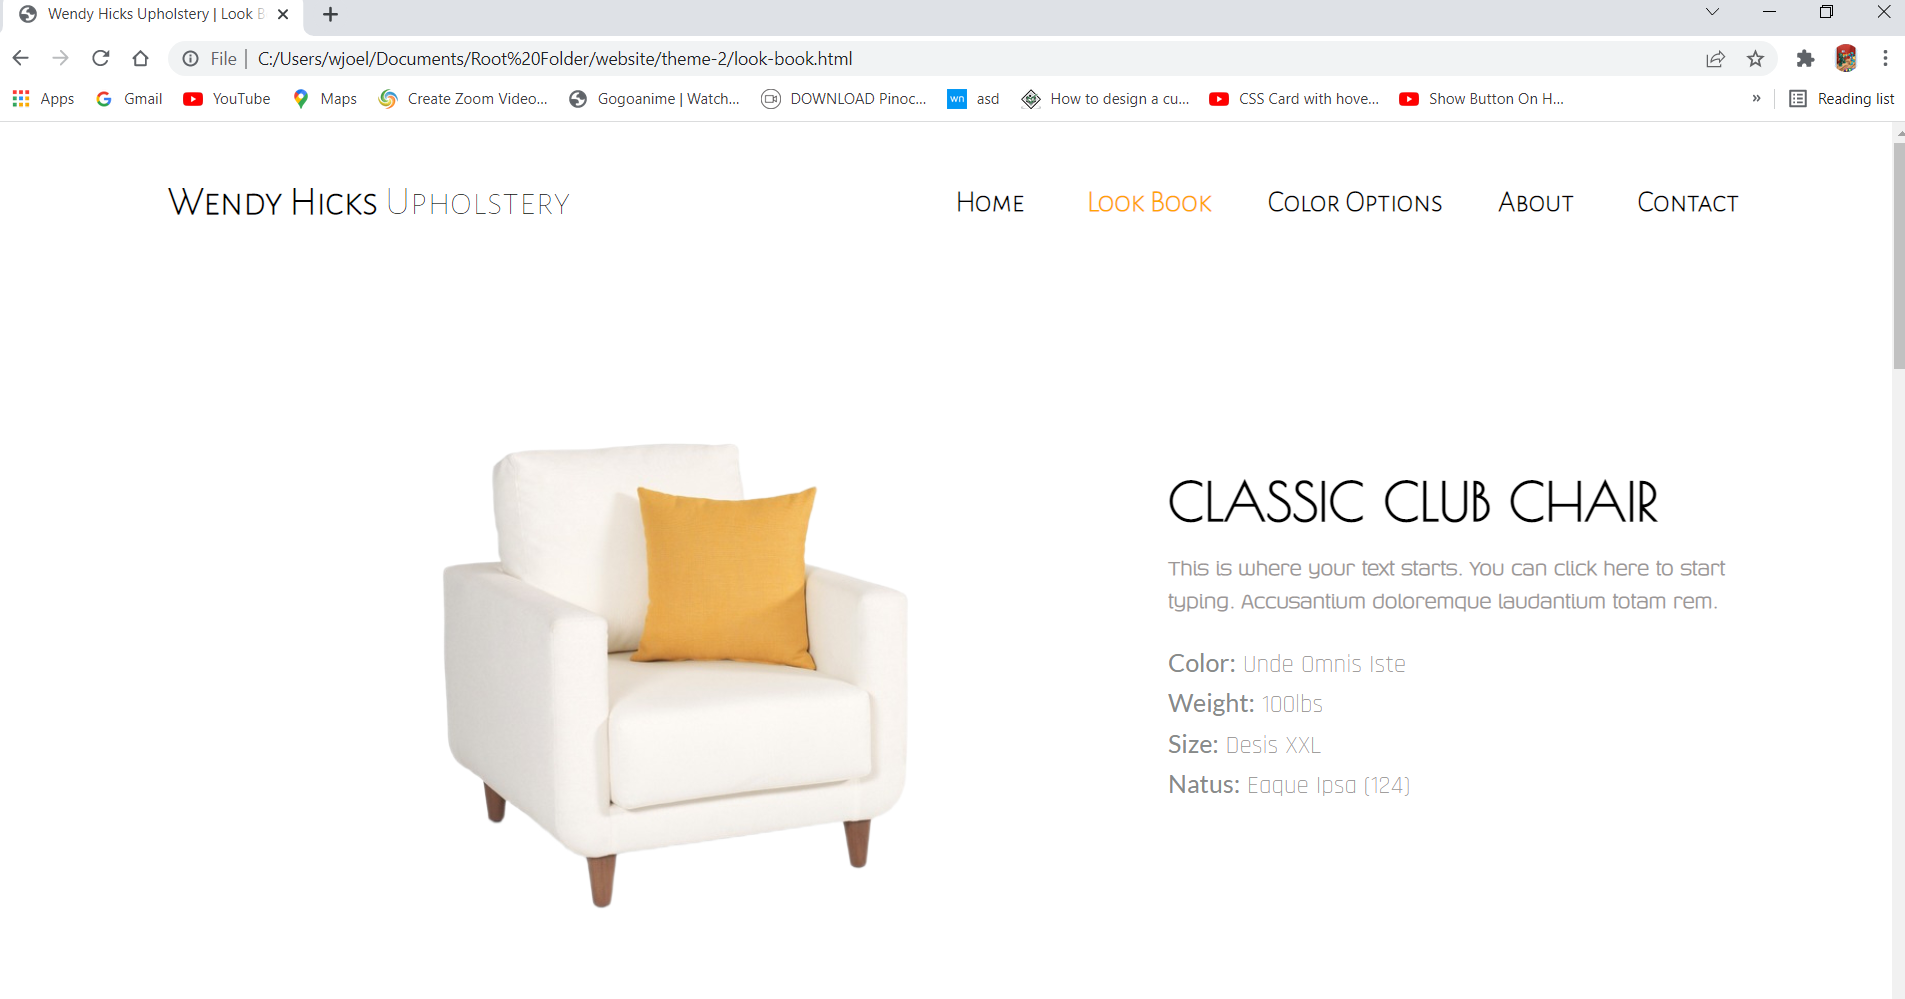 Wendy Hicks Upholstery | Look B
File | C:/Users/wjoel/Documents/Root%20Folder/website/theme-2/look-book.html
Apps Gmail YouTube Maps Create Zoom Video... Gogoanime | Watch... DOWNLOAD Pinoc... wn asd How to design a cu... CSS Card with hove... Show Button On H... » Reading list
Wendy Hicks Upholstery Home Look Book Color Options About Contact
CLASSIC CLUB CHAIR
This is where your text starts. You can click here to start
typing. Accusantium doloremque laudantium totam rem.
Color: Unde Omnis Iste
Weight: 100lbs
Size: Desis XXL
Natus: Eaque Ipsa (124)